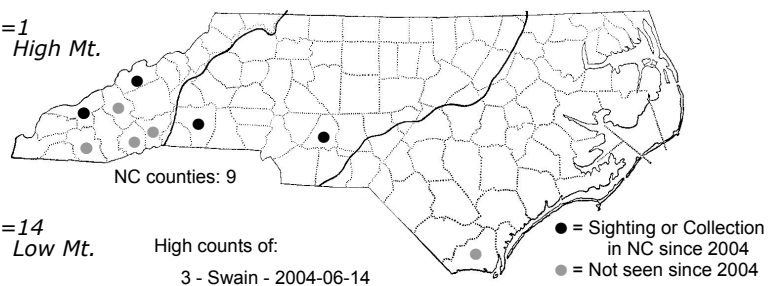 =1
High Mt.
NC counties: 9
=14
Low Mt.
High counts of:
3 - Swain - 2004-06-14
● = Sighting or Collection
in NC since 2004
● = Not seen since 2004